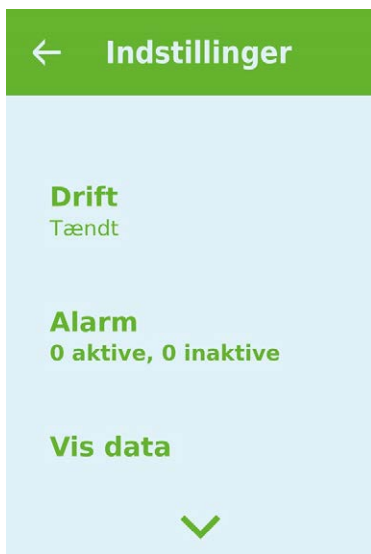 Indstillinger
Drift
Tændt
Alarm
0 aktive, 0 inaktive
Vis data